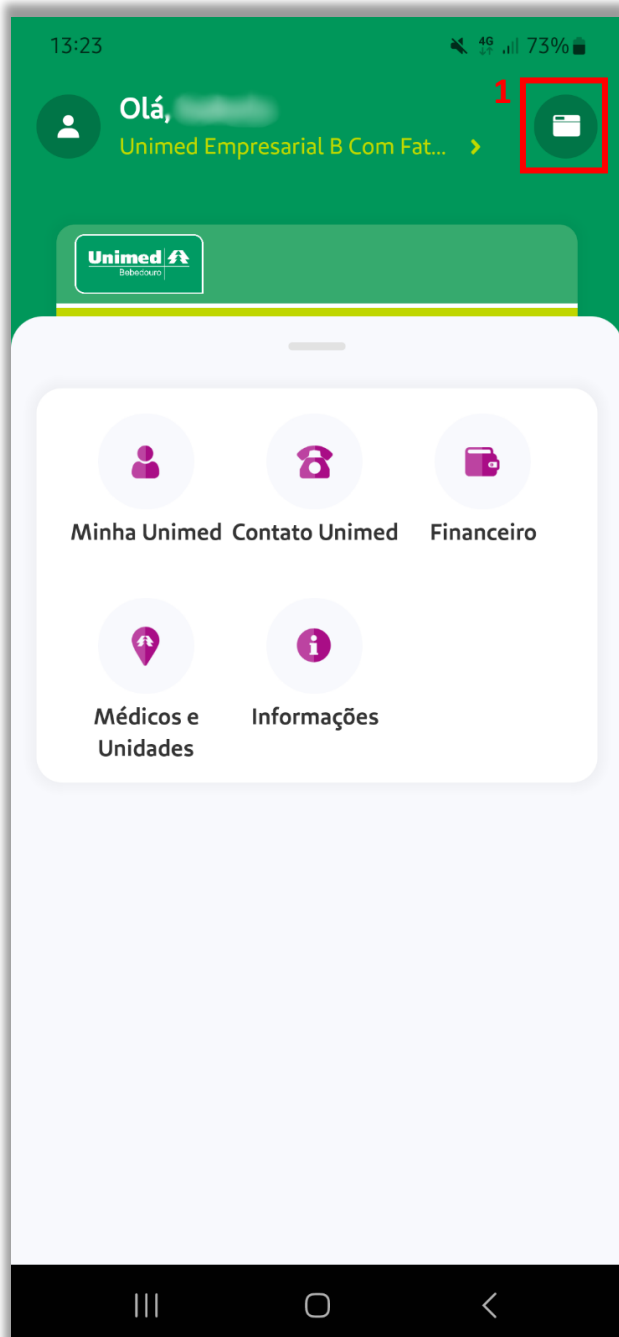 13:23
4G
73%
1
Olá,
Unimed Empresarial B Com Fat...
Unimed
Bebedouro
Minha Unimed
Contato Unimed
Financeiro
Médicos e
Unidades
Informações